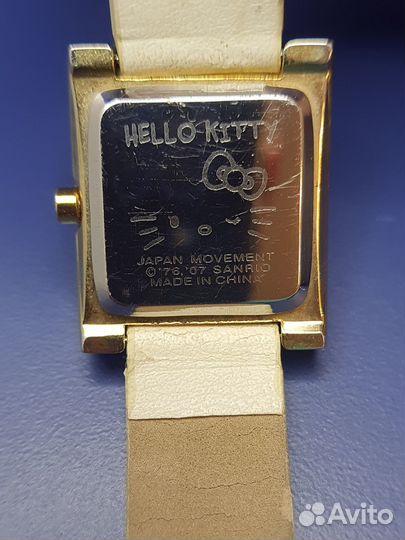 HELLO KITTY
JAPAN MOVEMENT
©'76,'07 SANRIO
MADE IN CHINA
Avito